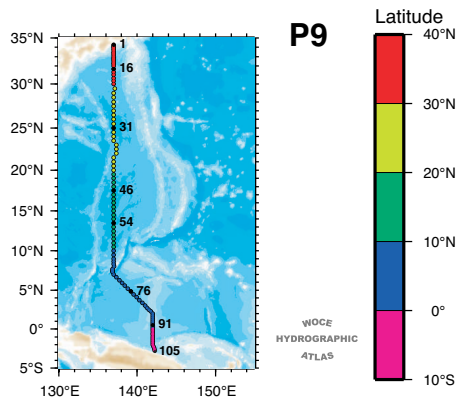 P9
Latitude
35°N
30°N
25°N
20°N
15°N
10°N
5°N
0°
5°S
130°E
140°E
150°E
1
16
31
46
54
76
91
105
40°N
30°N
20°N
10°N
0°
10°S
WOCE
HYDROGRAPHIC
ATLAS